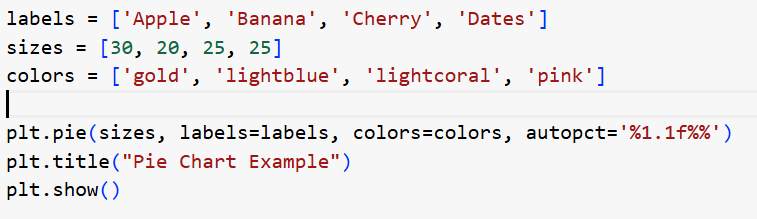 labels = ['Apple', 'Banana', 'Cherry', 'Dates']
sizes = [30, 20, 25, 25]
colors = ['gold', 'lightblue', 'lightcoral', 'pink']
plt.pie(sizes, labels=labels, colors=colors, autopct='%1.1f%%')
plt.title("Pie Chart Example")
plt.show()